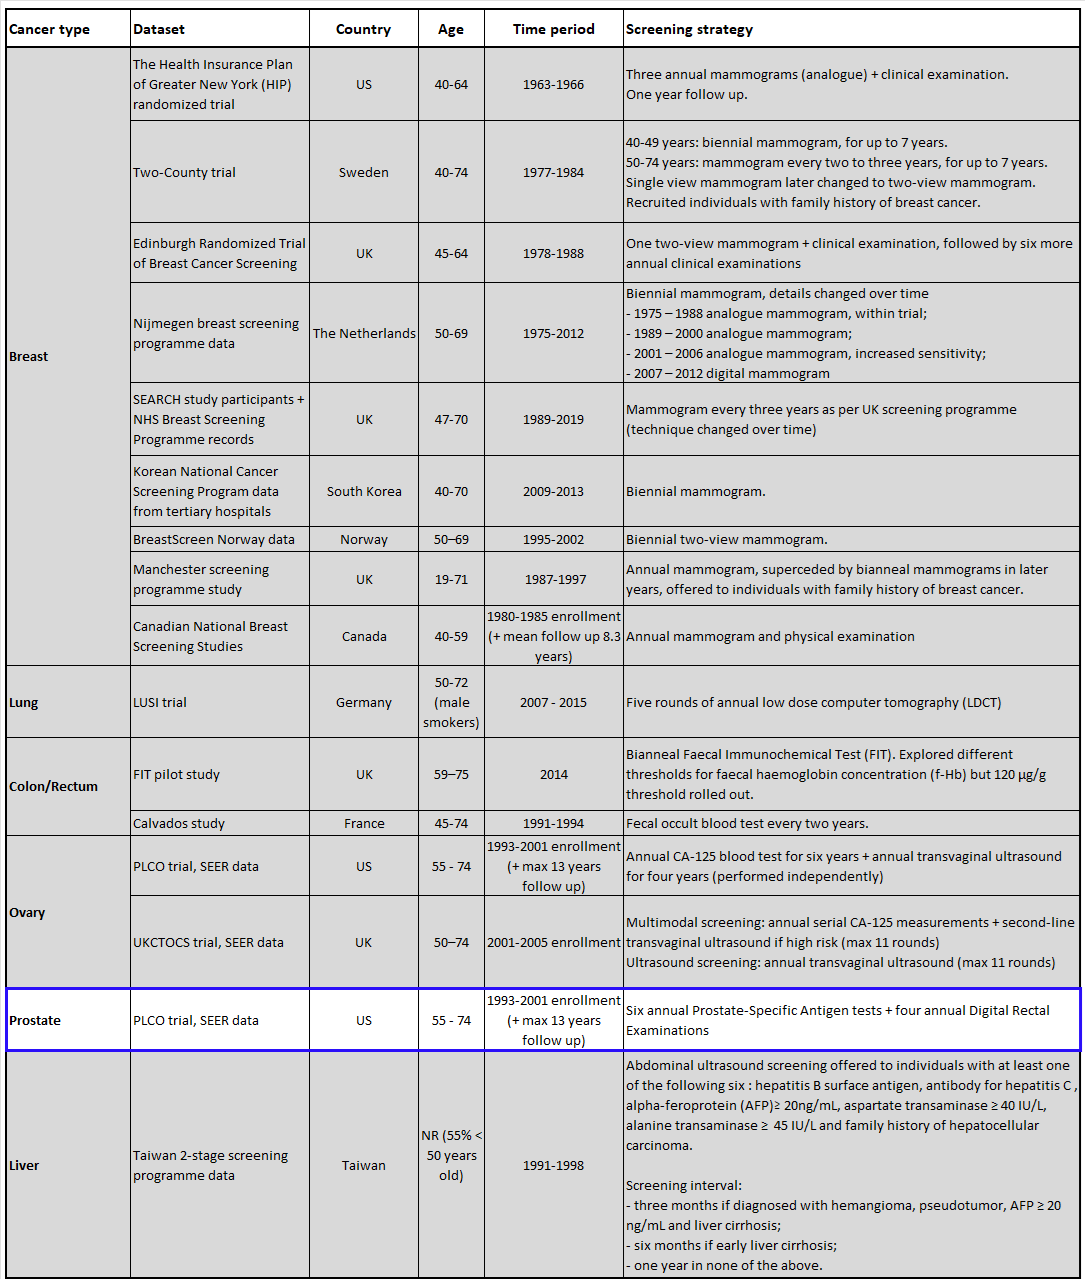 Cancer type Dataset Country Age Time period Screening strategy
Breast
The Health Insurance Plan
of Greater New York (HIP)
randomized trial
US
40-64
1963-1966
Three annual mammograms (analogue) + clinical examination.
One year follow up.
Two-County trial
Sweden
40-74
1977-1984
40-49 years: biennial mammogram, for up to 7 years.
50-74 years: mammogram every two to three years, for up to 7 years.
Single view mammogram later changed to two-view mammogram.
Recruited individuals with family history of breast cancer.
Edinburgh Randomized Trial
of Breast Cancer Screening
UK
45-64
1978-1988
One two-view mammogram + clinical examination, followed by six more
annual clinical examinations
Nijmegen breast screening
programme data
The Netherlands
50-69
1975-2012
Biennial mammogram, details changed over time
- 1975 – 1988 analogue mammogram, within trial;
- 1989 – 2000 analogue mammogram;
- 2001 – 2006 analogue mammogram, increased sensitivity;
- 2007 – 2012 digital mammogram
SEARCH study participants +
NHS Breast Screening
Programme records
UK
47-70
1989-2019
Mammogram every three years as per UK screening programme
(technique changed over time)
Korean National Cancer
Screening Program data
from tertiary hospitals
South Korea
40-70
2009-2013
Biennial mammogram.
BreastScreen Norway data
Norway
50–69
1995-2002
Biennial two-view mammogram.
Manchester screening
programme study
UK
19-71
1987-1997
Annual mammogram, superceded by bianneal mammograms in later
years, offered to individuals with family history of breast cancer.
Canadian National Breast
Screening Studies
Canada
40-59
1980-1985 enrollment
(+ mean follow up 8.3
years)
Annual mammogram and physical examination
Lung
LUSI trial
Germany
50-72
(male
smokers)
2007 - 2015
Five rounds of annual low dose computer tomography (LDCT)
Colon/Rectum
FIT pilot study
UK
59–75
2014
Bianneal Faecal Immunochemical Test (FIT). Explored different
thresholds for faecal haemoglobin concentration (f-Hb) but 120 µg/g
threshold rolled out.
Calvados study
France
45-74
1991-1994
Fecal occult blood test every two years.
Ovary
PLCO trial, SEER data
US
55 - 74
1993-2001 enrollment
(+ max 13 years
follow up)
Annual CA-125 blood test for six years + annual transvaginal ultrasound
for four years (performed independently)
UKCTOCS trial, SEER data
UK
50–74
2001-2005 enrollment
Multimodal screening: annual serial CA-125 measurements + second-line
transvaginal ultrasound if high risk (max 11 rounds)
Ultrasound screening: annual transvaginal ultrasound (max 11 rounds)
Prostate
PLCO trial, SEER data
US
55 - 74
1993-2001 enrollment
(+ max 13 years
follow up)
Six annual Prostate-Specific Antigen tests + four annual Digital Rectal
Examinations
Liver
Taiwan 2-stage screening
programme data
Taiwan
NR (55% <
50 years
old)
1991-1998
Abdominal ultrasound screening offered to individuals with at least one
of the following six : hepatitis B surface antigen, antibody for hepatitis C ,
alpha-feroprotein (AFP)≥ 20ng/mL, aspartate transaminase ≥ 40 IU/L,
alanine transaminase ≥ 45 IU/L and family history of hepatocellular
carcinoma.
Screening interval:
- three months if diagnosed with hemangioma, pseudotumor, AFP ≥ 20
ng/mL and liver cirrhosis;
- six months if early liver cirrhosis;
- one year in none of the above.